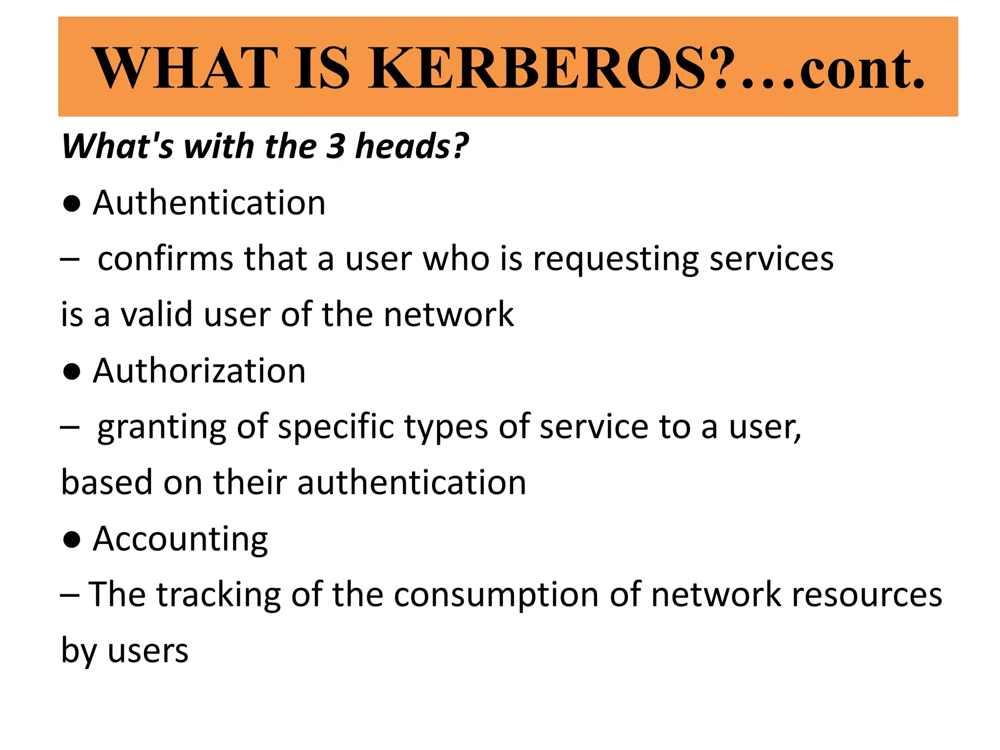 WHAT IS KERBEROS?…cont.
What's with the 3 heads?
● Authentication
– confirms that a user who is requesting services
is a valid user of the network
● Authorization
– granting of specific types of service to a user,
based on their authentication
● Accounting
– The tracking of the consumption of network resources
by users